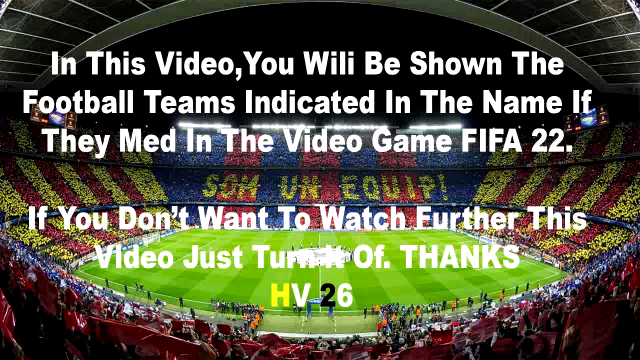 In This Video,You Wili Be Shown The
Football Teams Indicated In The Name If
They Med In The Video Game FIFA 22.
SOM UN EQUIP!
If You Don't Want To Watch Further This
Video Just Turn It Of. THANKS
HV 26